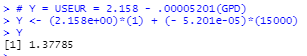 > # Y = USEUR = 2.158 - .00005201(GPD)
> Y <- (2.158e+00)*(1) + (- 5.201e-05)*(15000)
> Y
[1] 1.37785